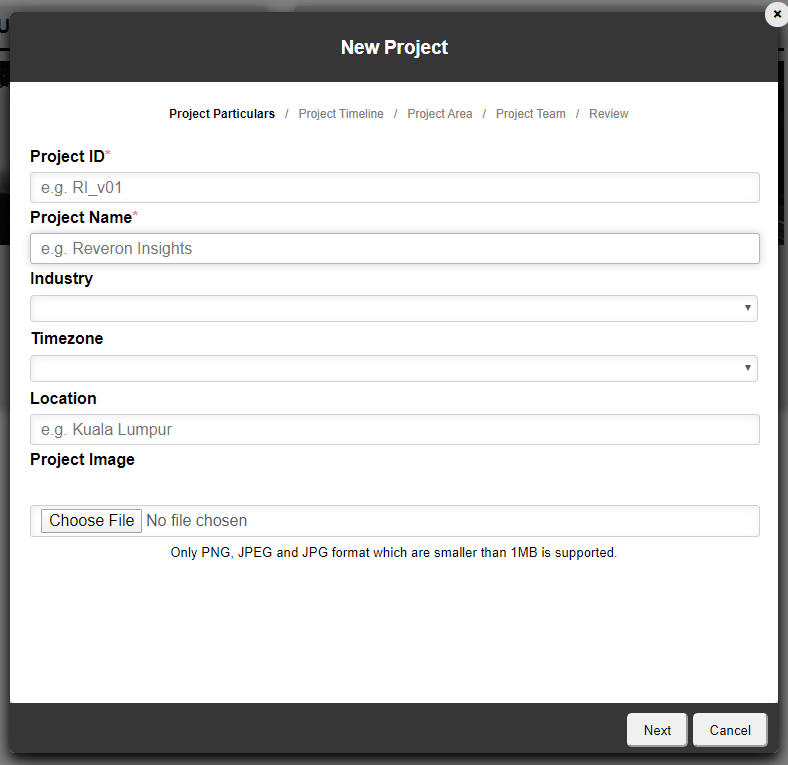 New Project
Project Particulars / Project Timeline / Project Area / Project Team / Review
Project ID*
e.g. RI_v01
Project Name*
e.g. Reveron Insights
Industry
Timezone
Location
e.g. Kuala Lumpur
Project Image
Choose File No file chosen
Only PNG, JPEG and JPG format which are smaller than 1MB is supported.
Next Cancel